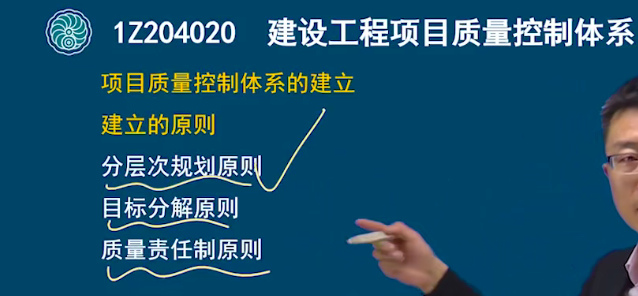 1Z204020 建设工程项目质量控制体系
项目质量控制体系的建立
建立的原则
分层次规划原则
目标分解原则
质量责任制原则